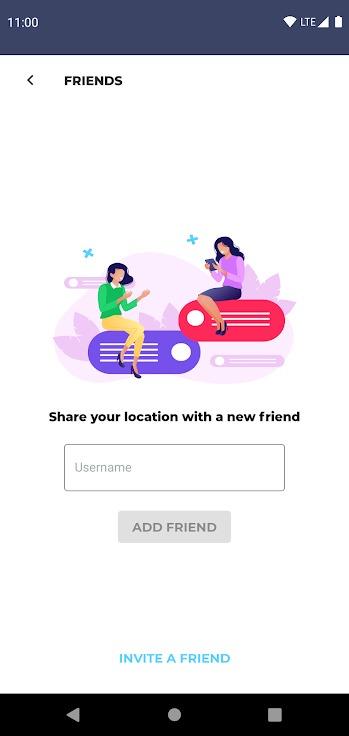 11:00
LTE
FRIENDS
Share your location with a new friend
Username
ADD FRIEND
INVITE A FRIEND